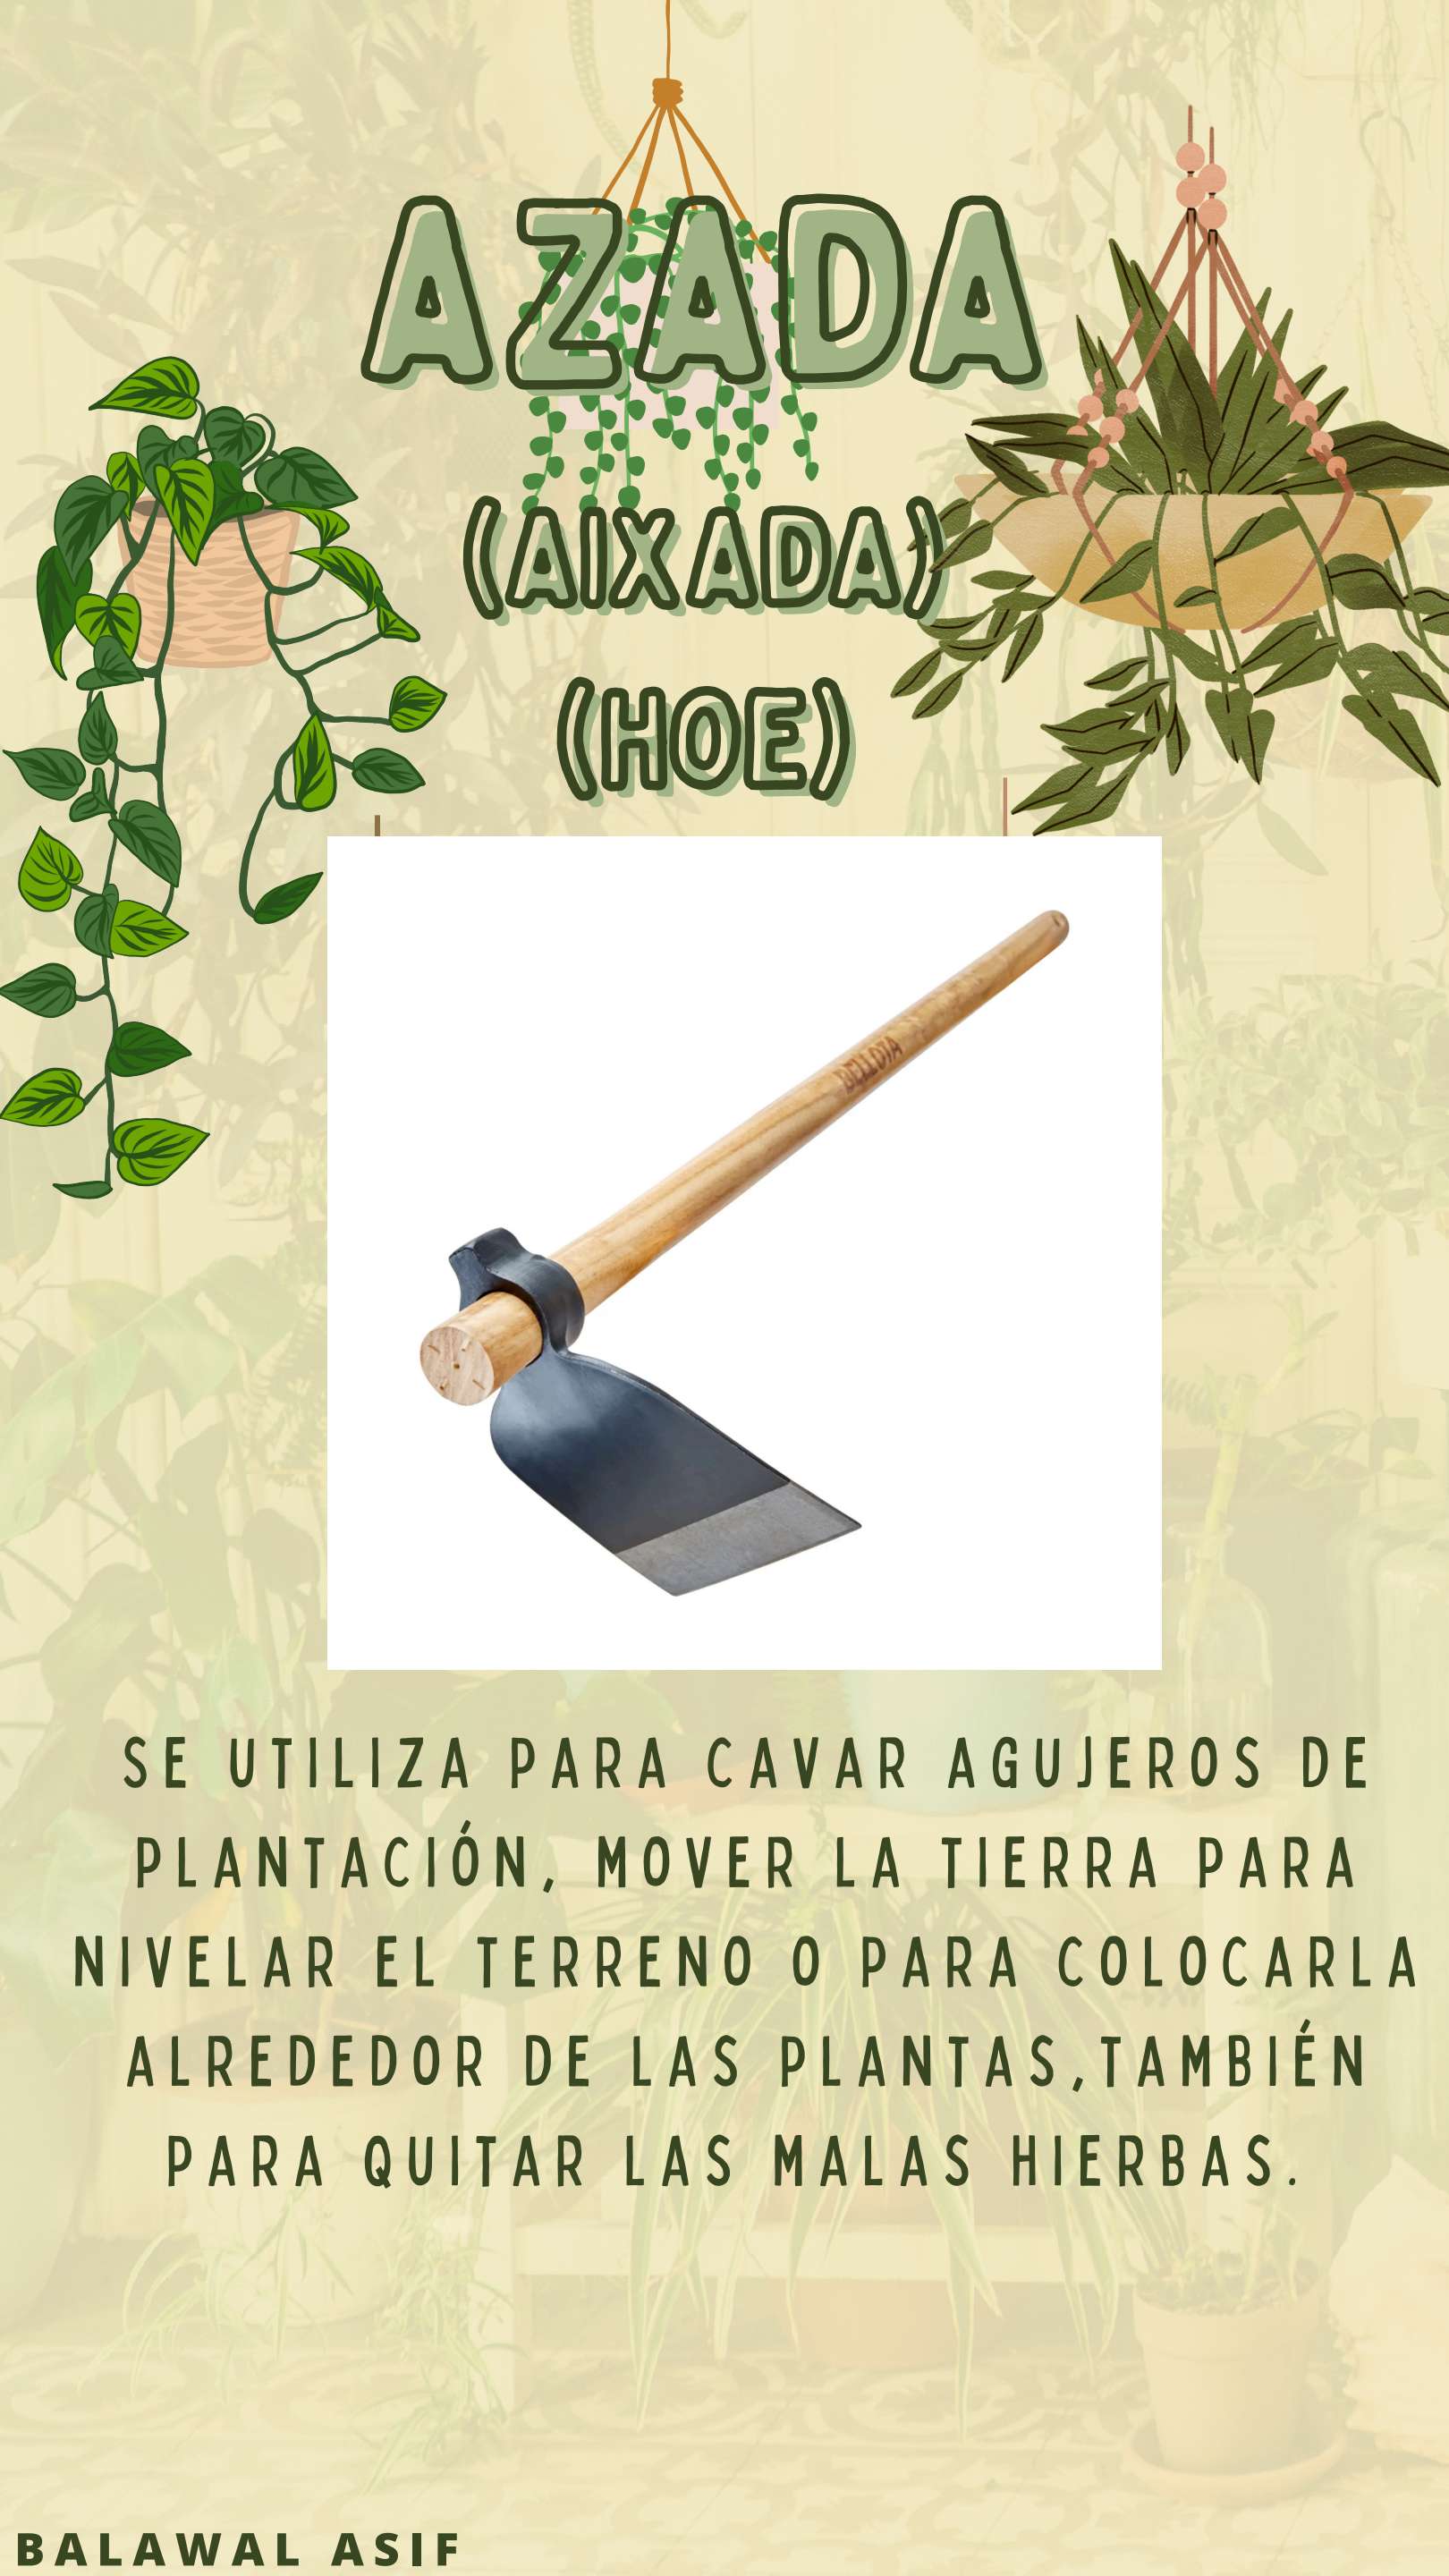 AZADA
(AIXADA)
(HOE)
BELLOTA
SE UTILIZA PARA CAVAR AGUJEROS DE
PLANTACIÓN, MOVER LA TIERRA PARA
NIVELAR EL TERRENO O PARA COLOCARLA
ALREDEDOR DE LAS PLANTAS,TAMBIÉN
PARA QUITAR LAS MALAS HIERBAS.
BALAWAL ASIF